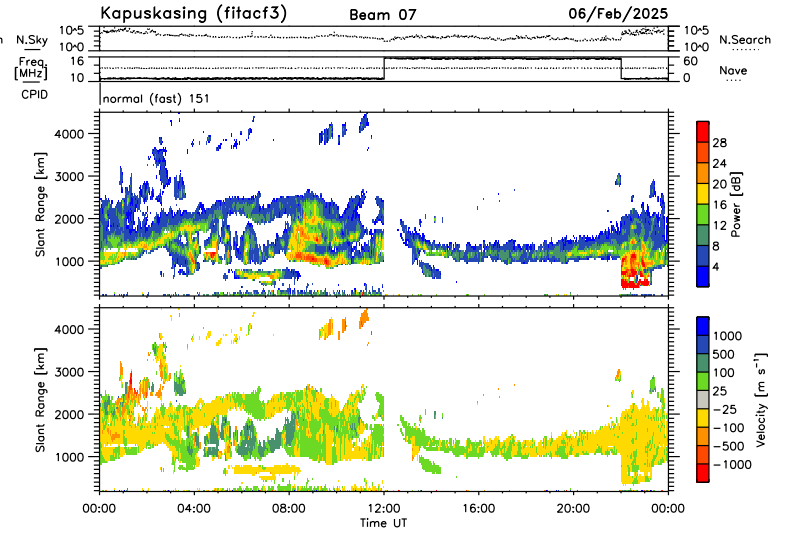 Kapuskasing (fitacf3) Beam 07 06/Feb/2025
N.Sky 10^5 10^5 N.Search
10^0 10^0
Freq. 16 60 Nave
[MHz] 10 0
CPID normal (fast) 151
Slant Range [km]
4000
3000
2000
1000
28
24
20
16
12
8
4
Power [dB]
Slant Range [km]
4000
3000
2000
1000
1000
500
100
25
-25
-100
-500
-1000
Velocity [m s⁻¹]
00:00 04:00 08:00 12:00 16:00 20:00 00:00
Time UT